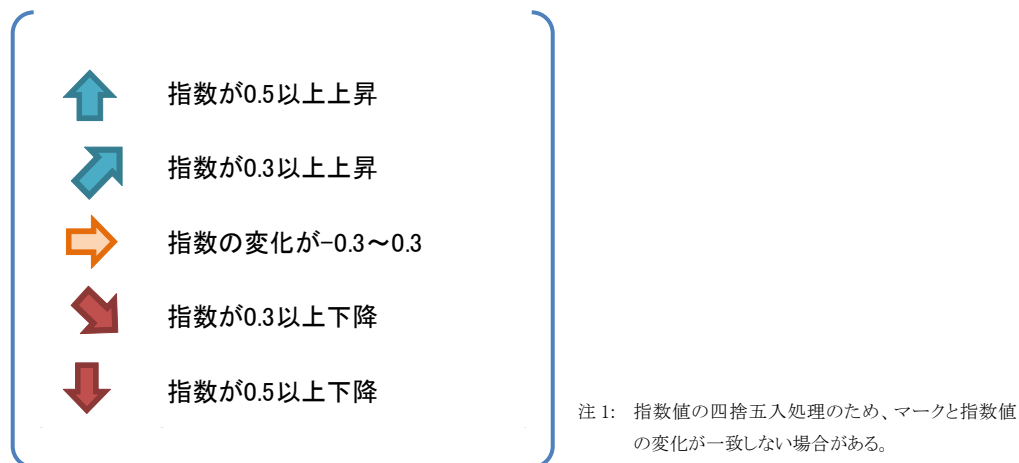 指数が0.5以上上昇
指数が0.3以上上昇
指数の変化が-0.3～0.3
指数が0.3以上下降
指数が0.5以上下降
注 1: 指数値の四捨五入処理のため、マークと指数値
の変化が一致しない場合がある。